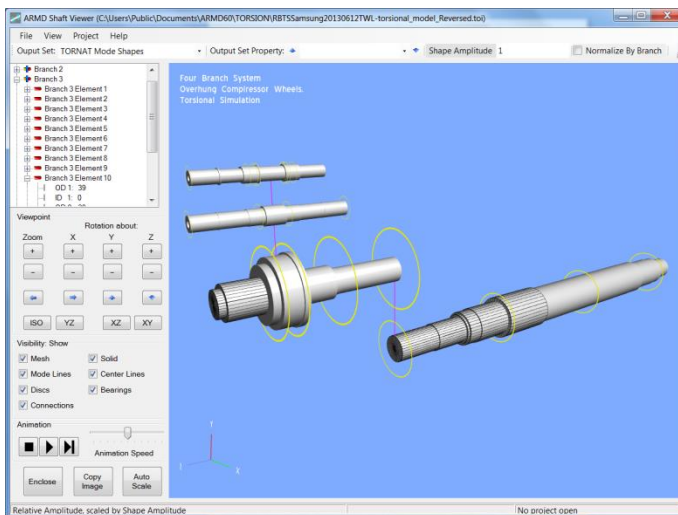 ARMD Shaft Viewer (C:\Users\Public\Documents\ARMD60\TORSION\RBTSSamsung20130612TWL-torsional_model_Reversed.toi)
File View Project Help
Ouput Set: TORNAT Mode Shapes Output Set Property: Shape Amplitude 1 Normalize By Branch
Branch 2
Branch 3
Branch 3 Element 1
Branch 3 Element 2
Branch 3 Element 3
Branch 3 Element 4
Branch 3 Element 5
Branch 3 Element 6
Branch 3 Element 7
Branch 3 Element 8
Branch 3 Element 9
Branch 3 Element 10
OD 1: 39
ID 1: 0
Four Branch System
Overhung Compressor Wheels.
Torsional Simulation
Viewpoint
Rotation about:
Zoom X Y Z
+ + + +
- - - -
ISO YZ XZ XY
Visibility: Show
Mesh Solid
Mode Lines Center Lines
Discs Bearings
Connections
Animation
Animation Speed
Enclose Copy Image Auto Scale
Y
X
Relative Amplitude, scaled by Shape Amplitude No project open